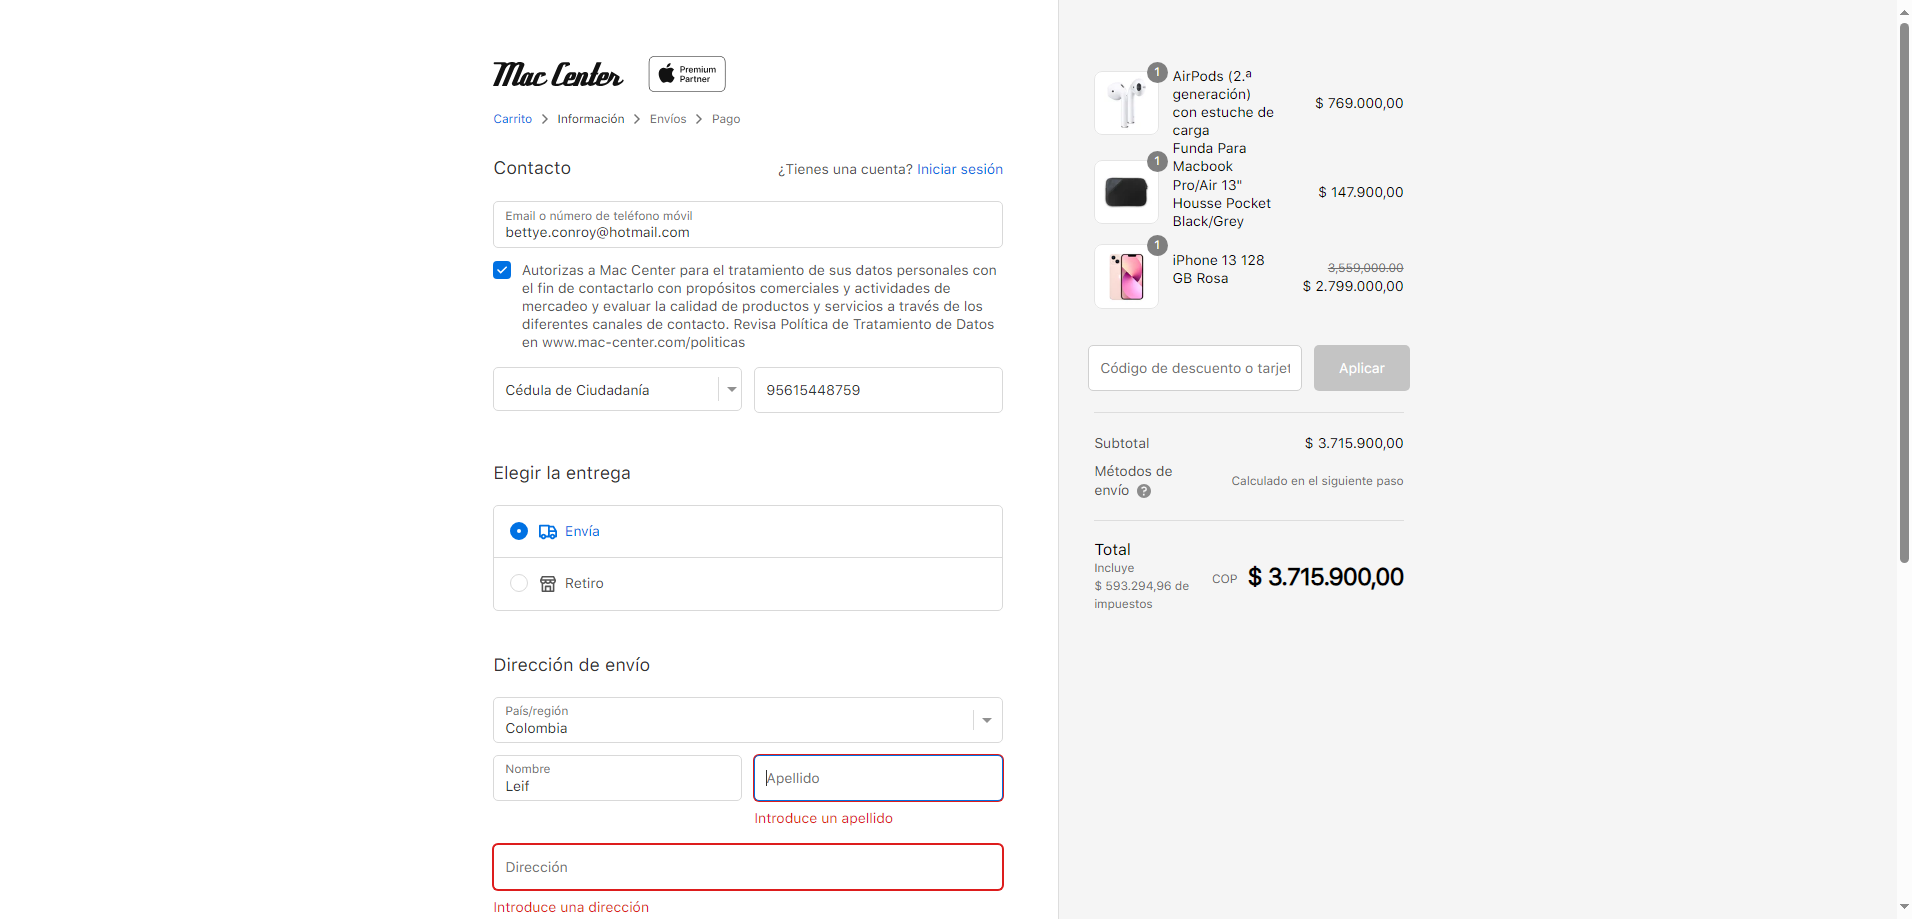 Mac Center
Premium
Partner
Carrito
Información
Envíos
Pago
Contacto
¿Tienes una cuenta? Iniciar sesión
Email o número de teléfono móvil
bettye.conroy@hotmail.com
Autorizas a Mac Center para el tratamiento de sus datos personales con
el fin de contactarlo con propósitos comerciales y actividades de
mercadeo y evaluar la calidad de productos y servicios a través de los
diferentes canales de contacto. Revisa Política de Tratamiento de Datos
en www.mac-center.com/politicas
Cédula de Ciudadanía
95615448759
Elegir la entrega
Envía
Retiro
Dirección de envío
País/región
Colombia
Nombre
Leif
Apellido
Introduce un apellido
Dirección
Introduce una dirección
1
AirPods (2.ª
generación)
con estuche de
carga
$ 769.000,00
1
Funda Para
Macbook
Pro/Air 13"
Housse Pocket
Black/Grey
$ 147.900,00
1
iPhone 13 128
GB Rosa
3,559,000.00
$ 2.799.000,00
Código de descuento o tarjet
Aplicar
Subtotal
$ 3.715.900,00
Métodos de
envío ?
Calculado en el siguiente paso
Total
Incluye
$ 593.294,96 de
impuestos
COP $ 3.715.900,00